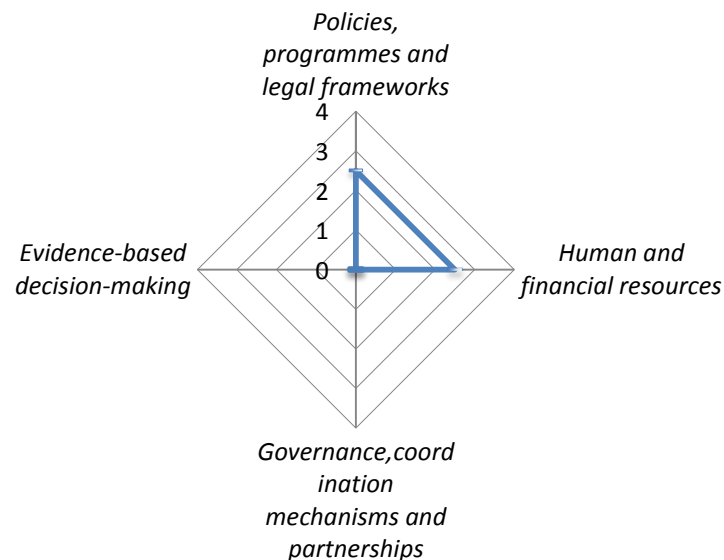 Policies,
programmes and
legal frameworks
4
3
2
1
0
Evidence-based
decision-making
Human and
financial resources
Governance,coord
ination
mechanisms and
partnerships